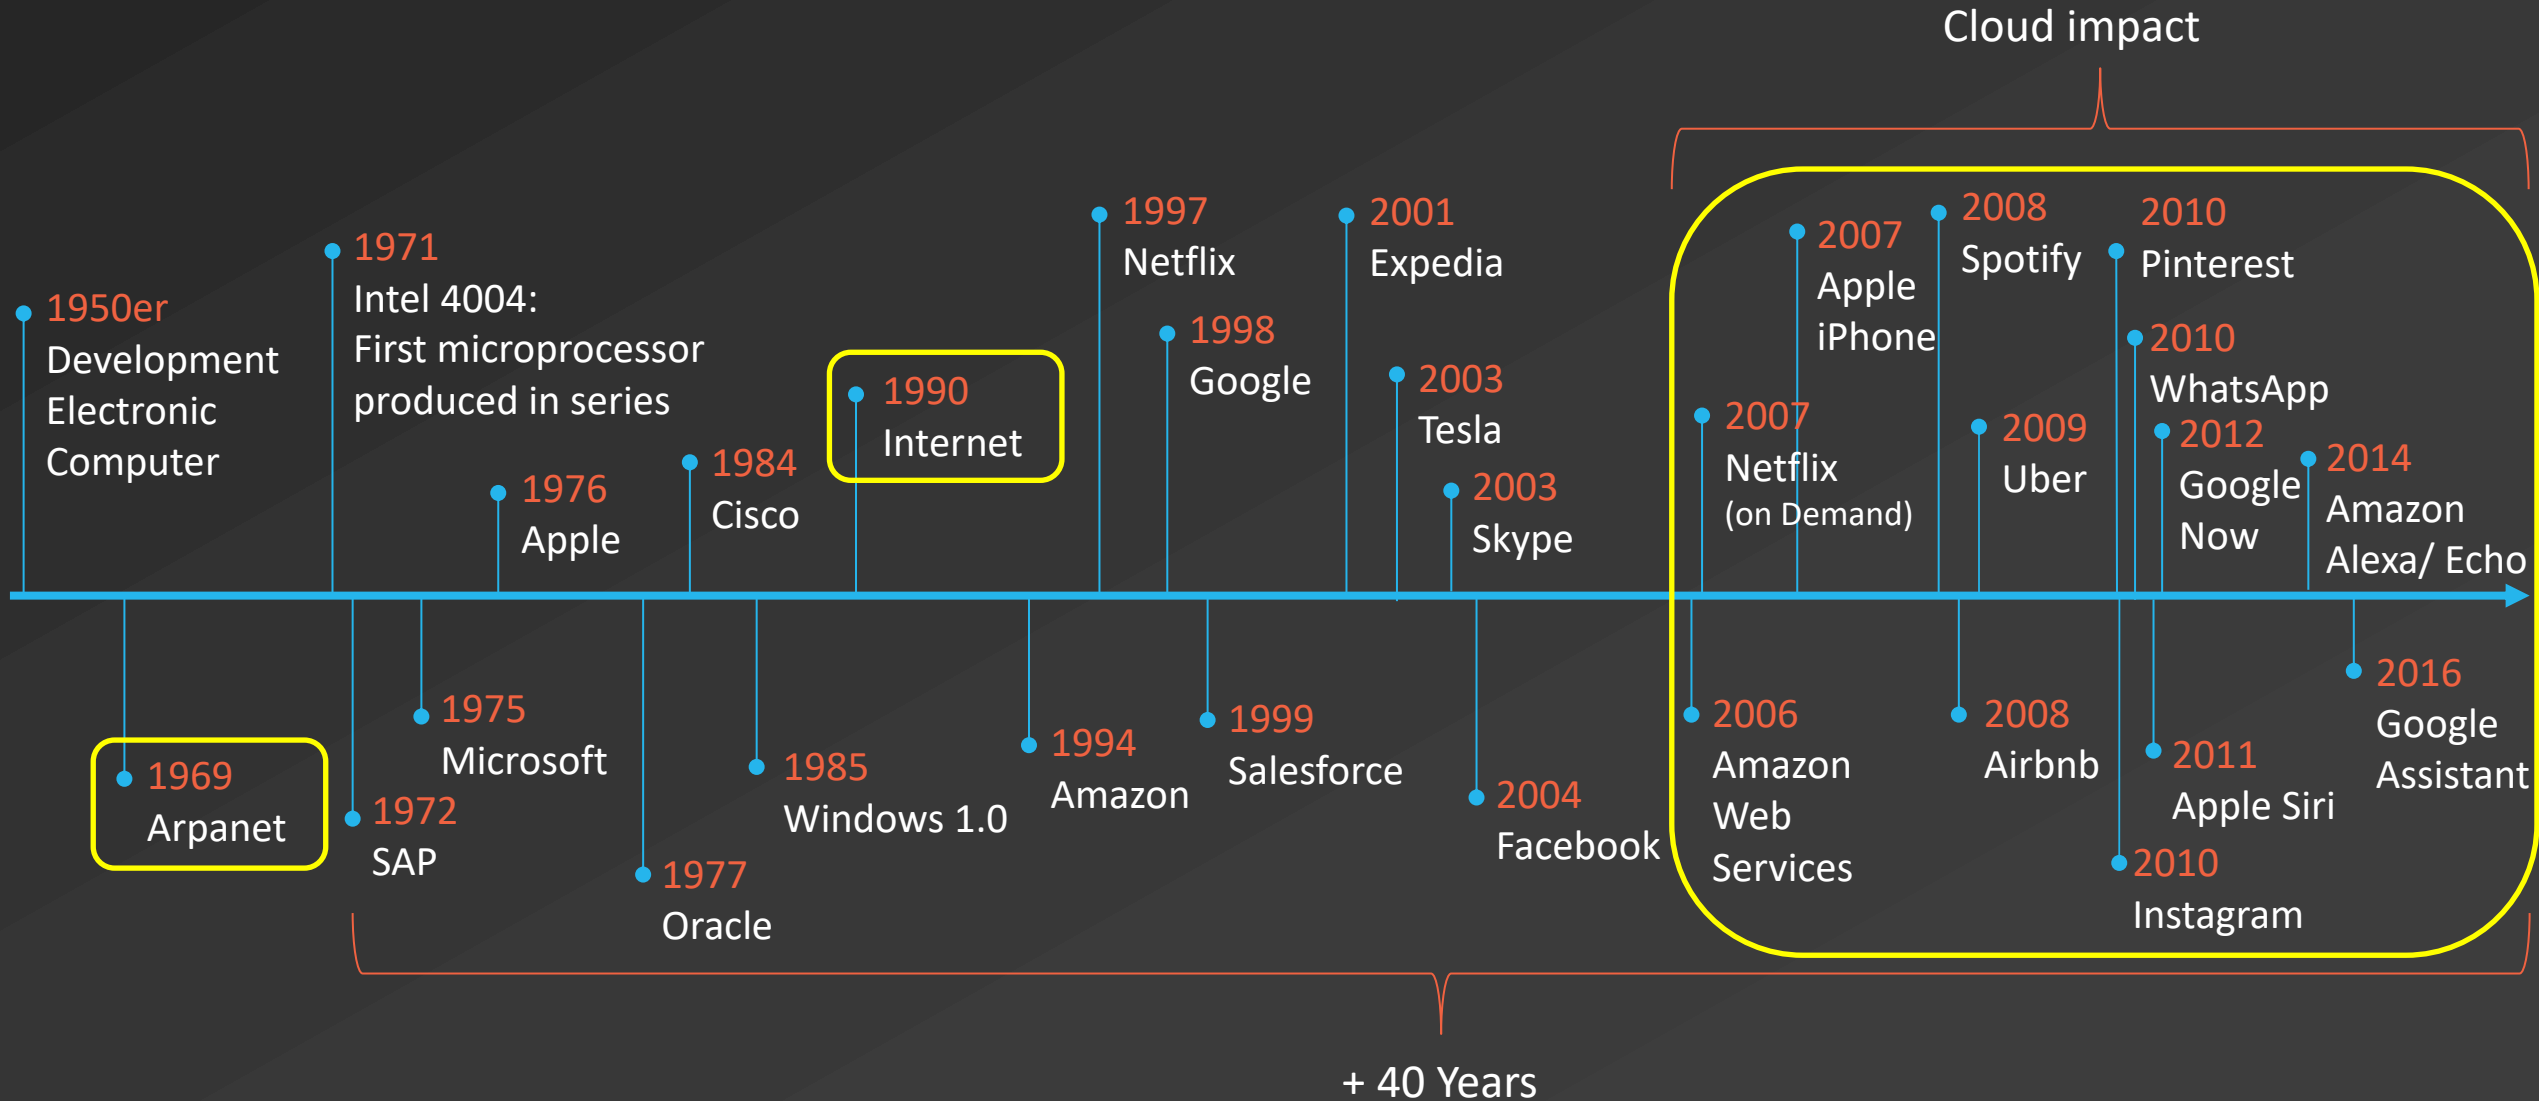 Cloud impact
1950er
Development
Electronic
Computer
1971
Intel 4004:
First microprocessor
produced in series
1976
Apple
1984
Cisco
1990
Internet
1997
Netflix
1998
Google
2001
Expedia
2003
Tesla
2003
Skype
2007
Netflix
(on Demand)
2007
Apple
iPhone
2008
Spotify
2009
Uber
2010
Pinterest
2010
WhatsApp
2012
Google
Now
2014
Amazon
Alexa/ Echo
1969
Arpanet
1972
SAP
1975
Microsoft
1977
Oracle
1985
Windows 1.0
1994
Amazon
1999
Salesforce
2004
Facebook
2006
Amazon
Web
Services
2008
Airbnb
2010
Instagram
2011
Apple Siri
2016
Google
Assistant
+ 40 Years